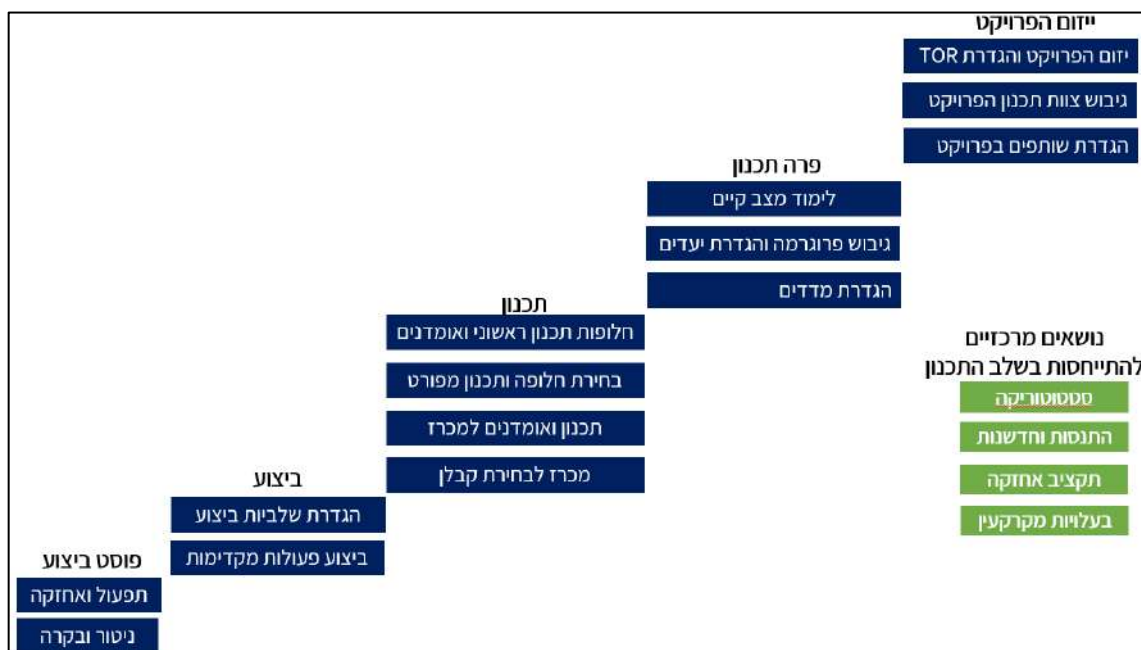 ייזום הפרויקט
יזום הפרויקט והגדרת TOR
גיבוש צוות תכנון הפרויקט
הגדרת שותפים בפרויקט
פרה תכנון
לימוד מצב קיים
גיבוש פרוגרמה והגדרת יעדים
הגדרת מדדים
תכנון
חלופות תכנון ראשוני ואומדנים
בחירת חלופה ותכנון מפורט
תכנון ואומדנים למכרז
מכרז לבחירת קבלן
ביצוע
הגדרת שלביות ביצוע
ביצוע פעולות מקדימות
פוסט ביצוע
תפעול ואחזקה
ניטור ובקרה
נושאים מרכזיים
להתייחסות בשלב התכנון
סטטוטוריקה
התנסות וחדשנות
תקציב אחזקה
בעלויות מקרקעין